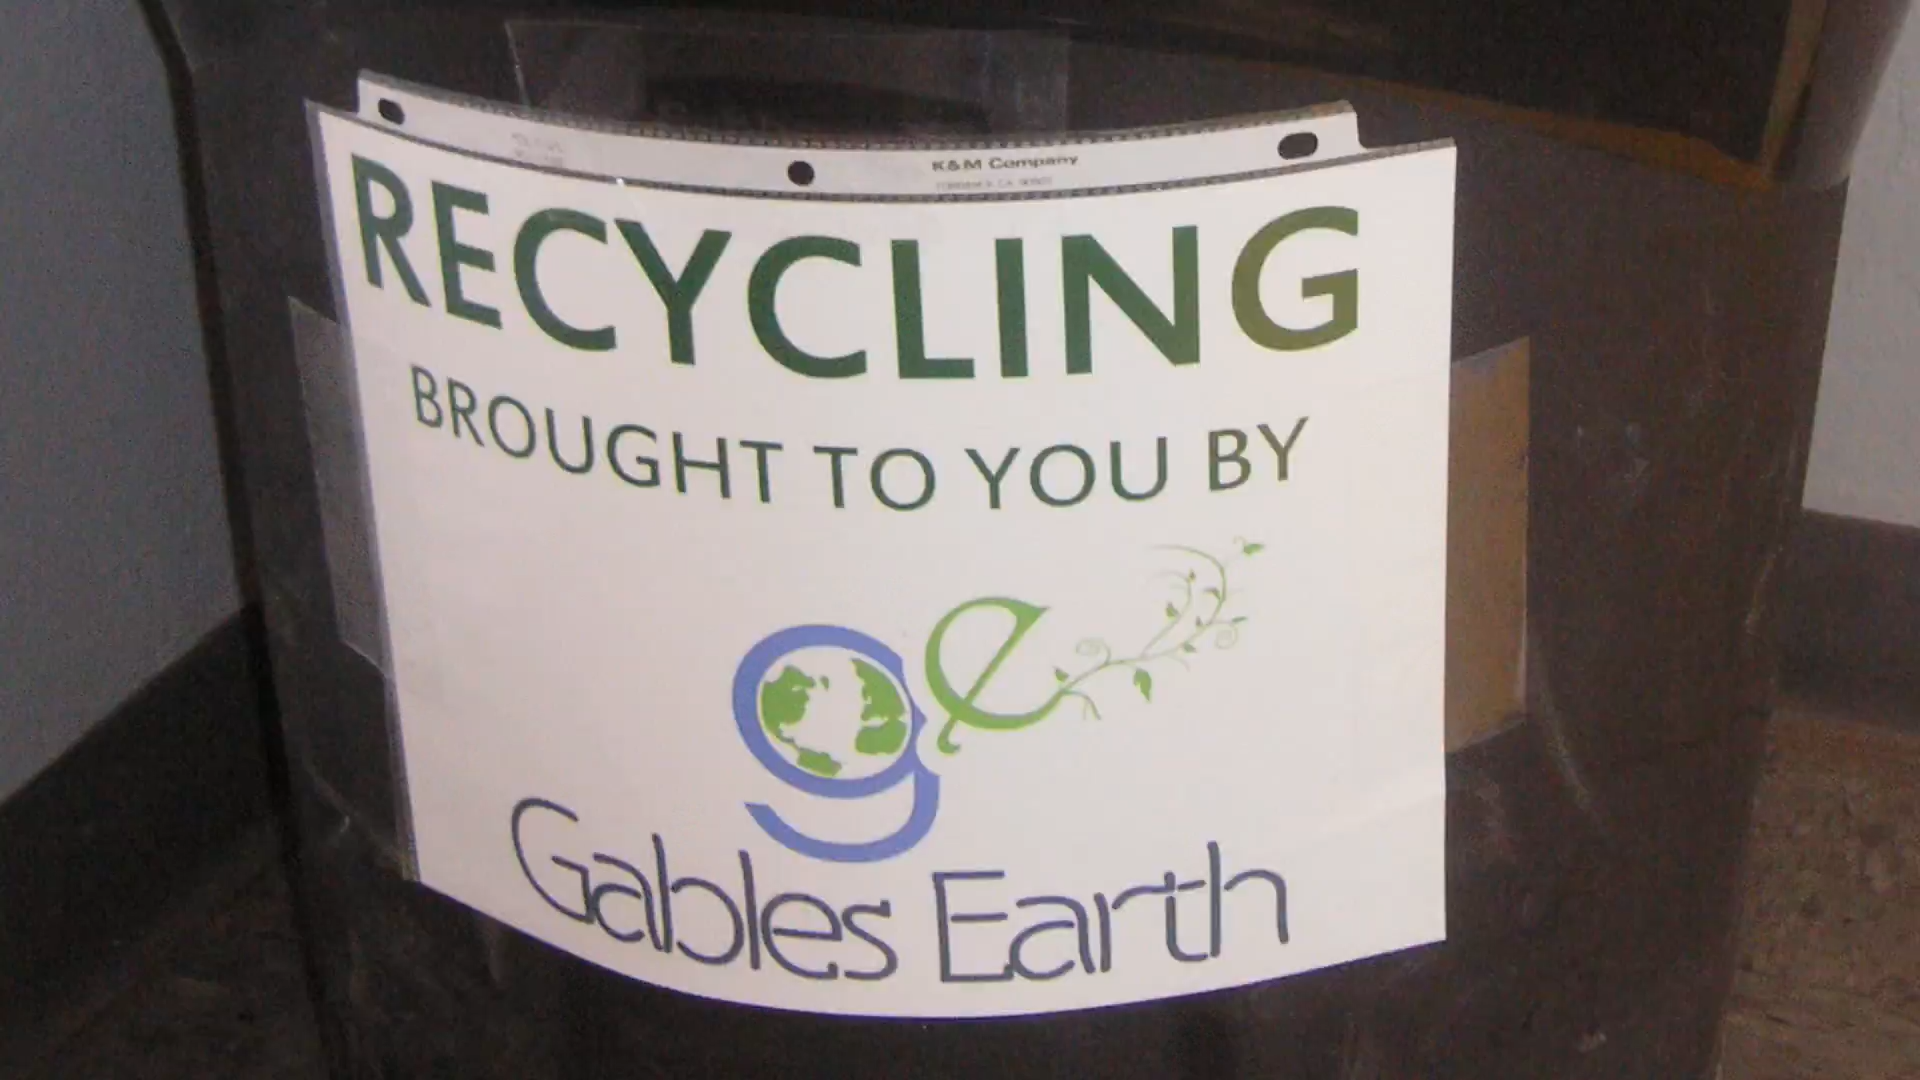 K&M Company
RECYCLING
BROUGHT TO YOU BY
ge
Gables Earth